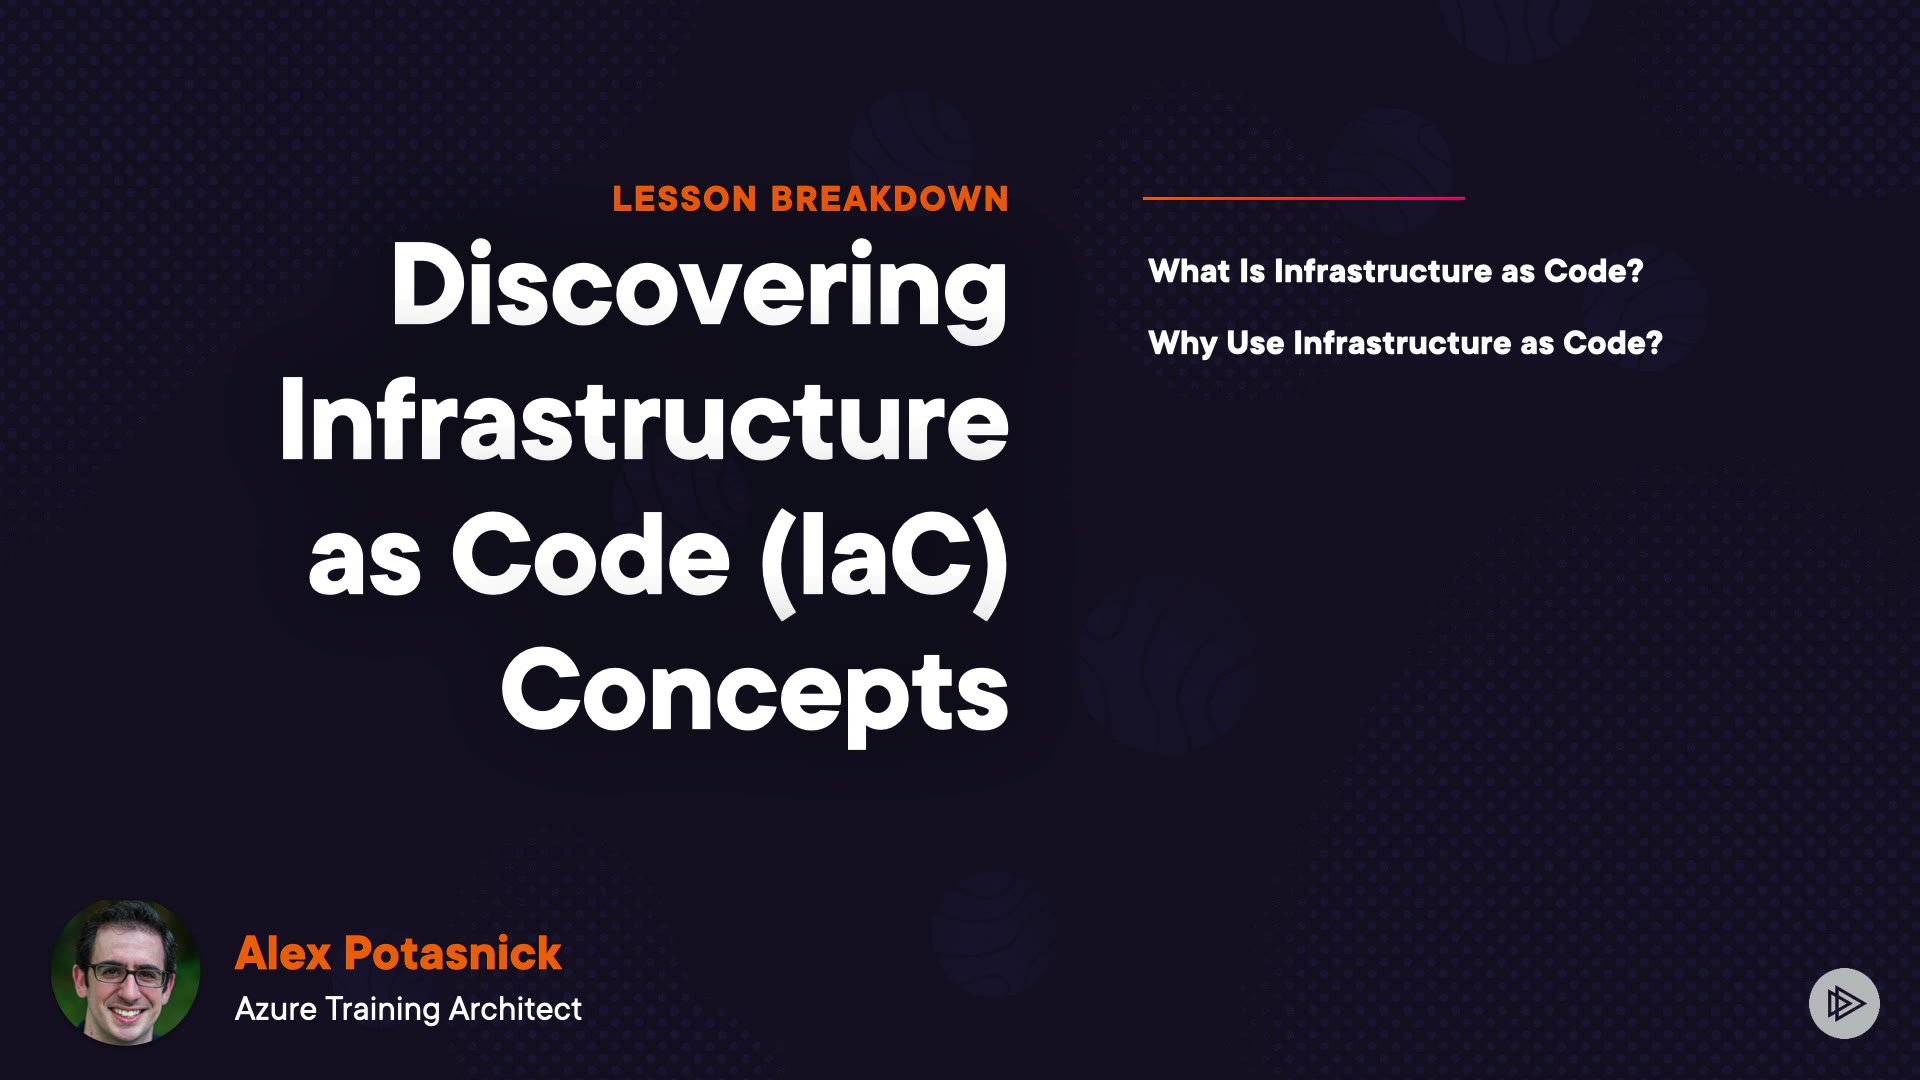 LESSON BREAKDOWN
Discovering
Infrastructure
as Code (IaC)
Concepts
What Is Infrastructure as Code?
Why Use Infrastructure as Code?
Alex Potasnick
Azure Training Architect